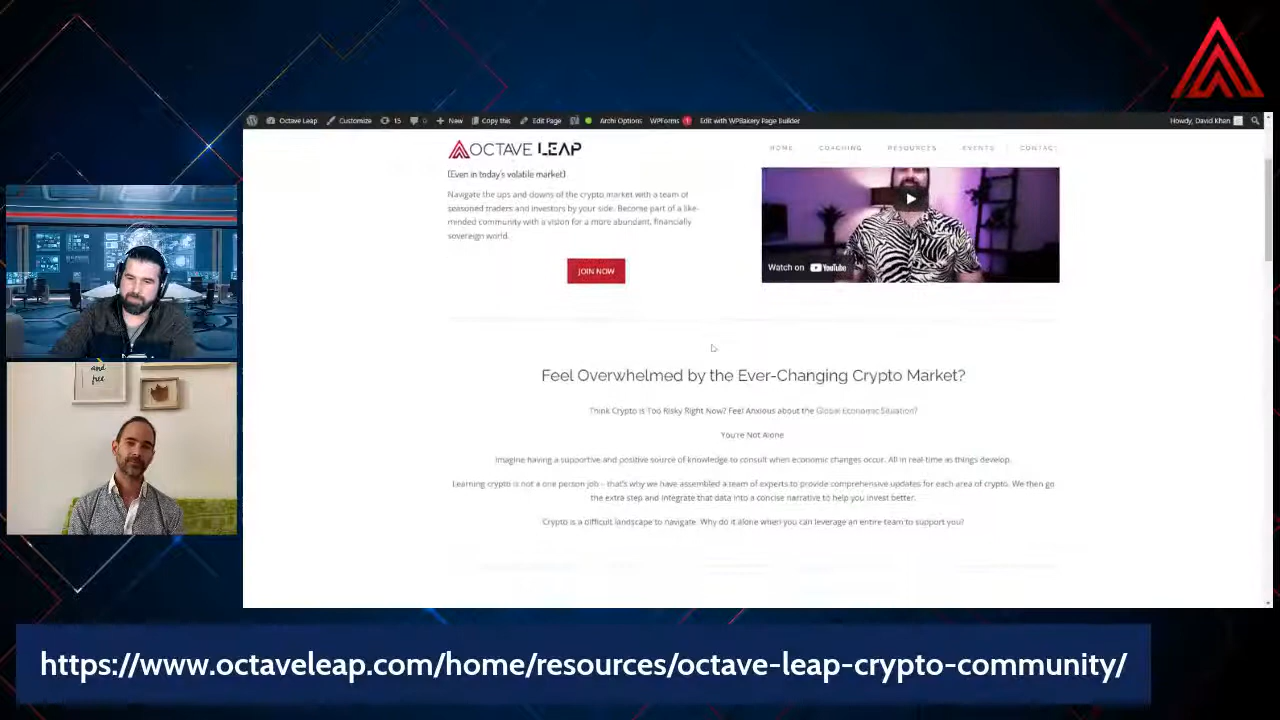 Octave Leap Customize 15 0 New Copy this Edit Page Archi Options WPForms 1 Edit with WPBakery Page Builder Howdy, David Khan
OCTAVE LEAP
HOME COACHING RESOURCES EVENTS CONTACT
(Even in today's volatile market)
Navigate the ups and downs of the crypto market with a team of
seasoned traders and investors by your side. Become part of a like-
minded community with a vision for a more abundant, financially
sovereign world.
JOIN NOW
Watch on YouTube
Feel Overwhelmed by the Ever-Changing Crypto Market?
Think Crypto is Too Risky Right Now? Feel Anxious about the Global Economic Situation?
You're Not Alone
Imagine having a supportive and positive source of knowledge to consult when economic changes occur. All in real-time as things develop.
Learning crypto is not a one person job – that's why we have assembled a team of experts to provide comprehensive updates for each area of crypto. We then go
the extra step and integrate that data into a concise narrative to help you invest better.
Crypto is a difficult landscape to navigate. Why do it alone when you can leverage an entire team to support you?
and
free
https://www.octaveleap.com/home/resources/octave-leap-crypto-community/